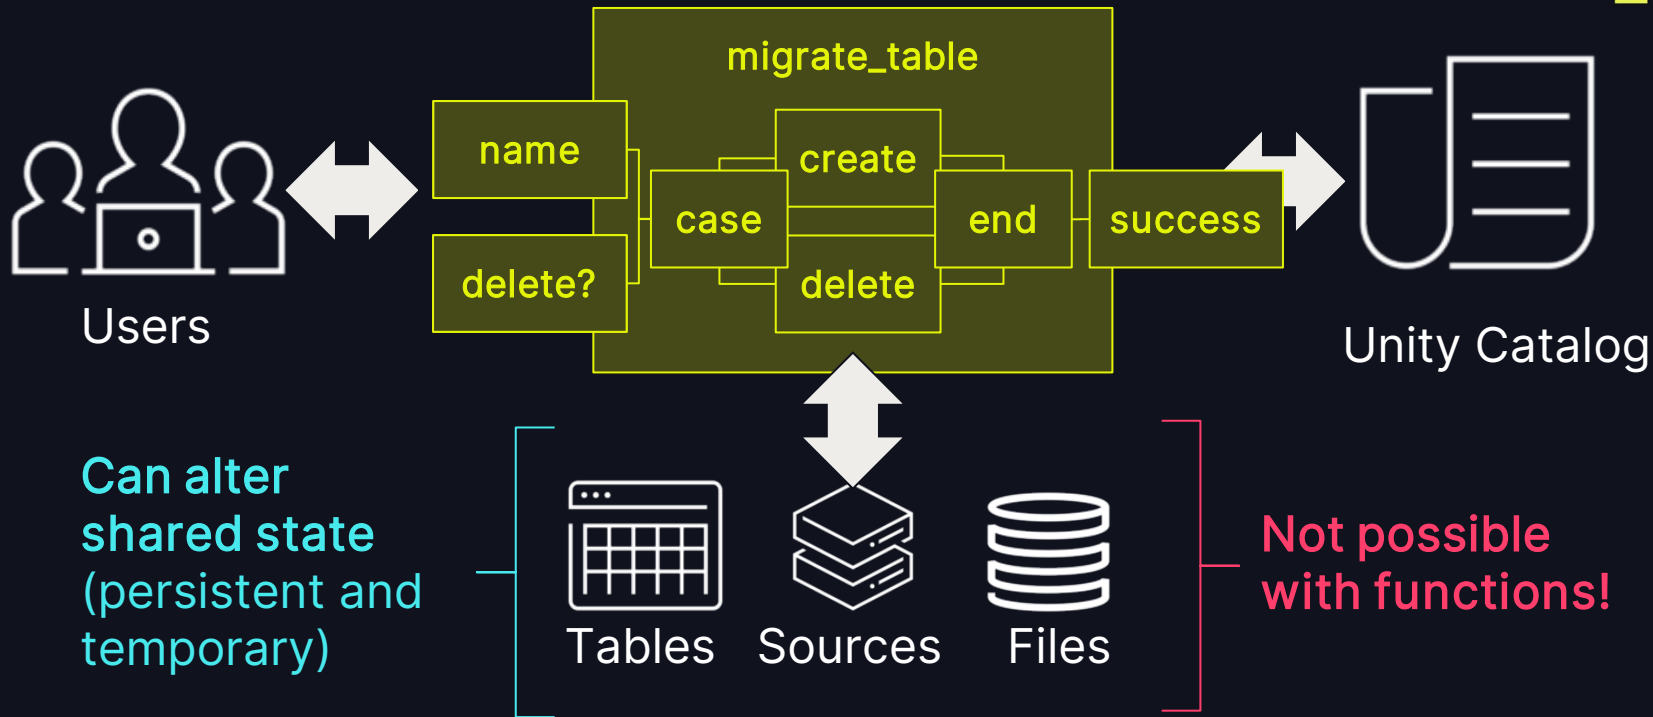 migrate_table
name
delete?
case
create
delete
end
success
Users
Unity Catalog
Can alter
shared state
(persistent and
temporary)
Tables
Sources
Files
Not possible
with functions!